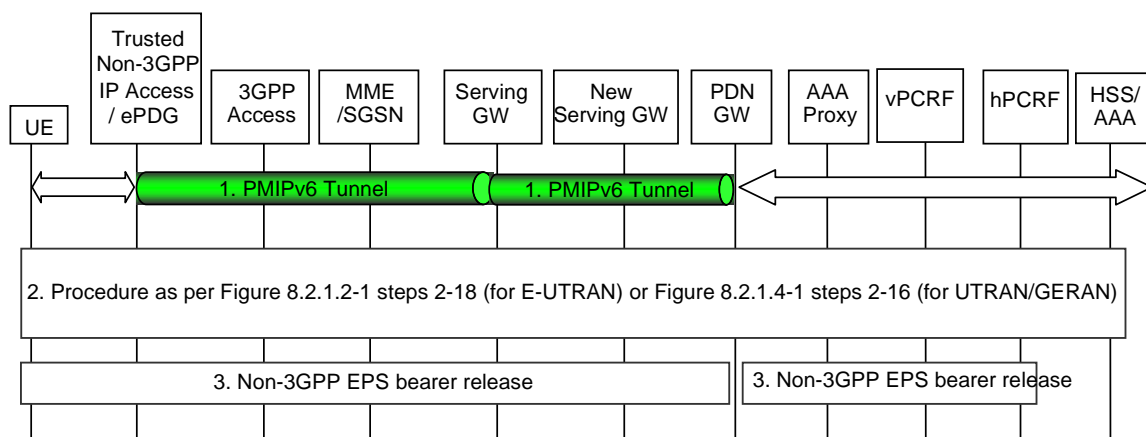 UE
Trusted
Non-3GPP
IP Access
/ ePDG
3GPP
Access
MME
/SGSN
Serving
GW
New
Serving GW
PDN
GW
AAA
Proxy
vPCRF
hPCRF
HSS/
AAA
1. PMIPv6 Tunnel
1. PMIPv6 Tunnel
2. Procedure as per Figure 8.2.1.2-1 steps 2-18 (for E-UTRAN) or Figure 8.2.1.4-1 steps 2-16 (for UTRAN/GERAN)
3. Non-3GPP EPS bearer release
3. Non-3GPP EPS bearer release